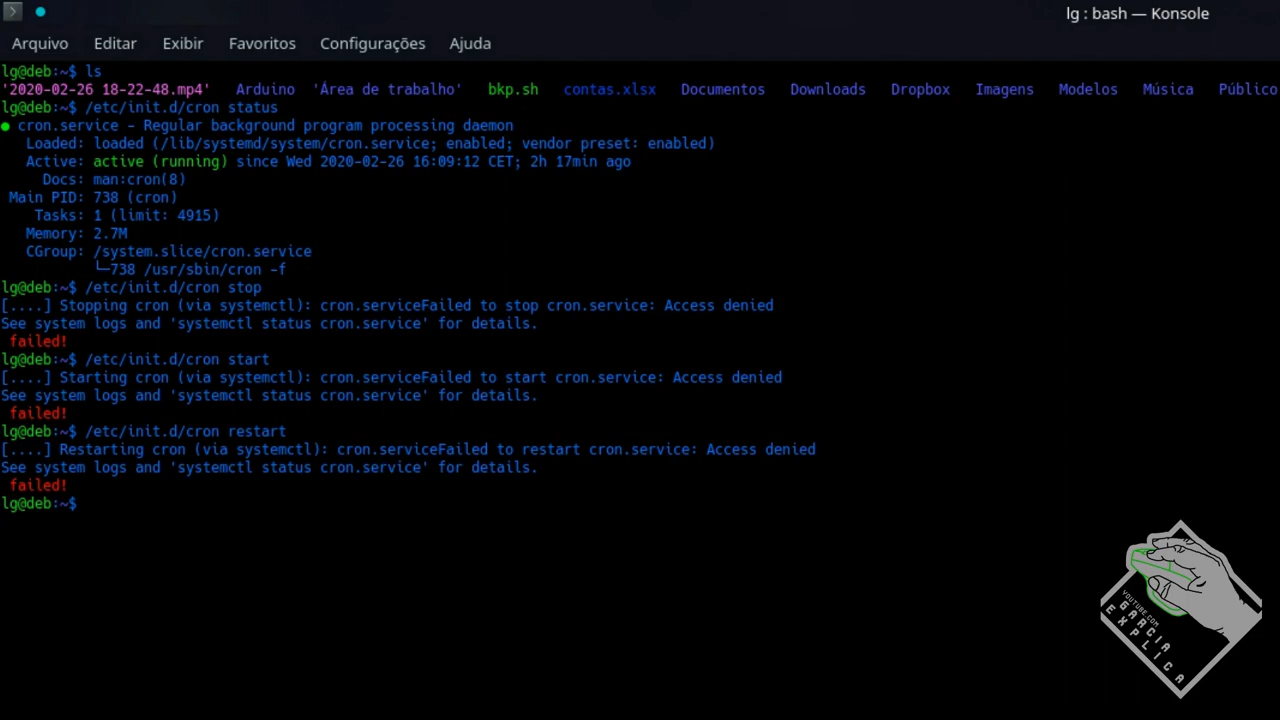 lg : bash — Konsole
Arquivo Editar Exibir Favoritos Configurações Ajuda
lg@deb:~$ ls
'2020-02-26 18-22-48.mp4' Arduino 'Área de trabalho' bkp.sh contas.xlsx Documentos Downloads Dropbox Imagens Modelos Música Público
lg@deb:~$ /etc/init.d/cron status
● cron.service - Regular background program processing daemon
Loaded: loaded (/lib/systemd/system/cron.service; enabled; vendor preset: enabled)
Active: active (running) since Wed 2020-02-26 16:09:12 CET; 2h 17min ago
Docs: man:cron(8)
Main PID: 738 (cron)
Tasks: 1 (limit: 4915)
Memory: 2.7M
CGroup: /system.slice/cron.service
└─738 /usr/sbin/cron -f
lg@deb:~$ /etc/init.d/cron stop
[....] Stopping cron (via systemctl): cron.serviceFailed to stop cron.service: Access denied
See system logs and 'systemctl status cron.service' for details.
failed!
lg@deb:~$ /etc/init.d/cron start
[....] Starting cron (via systemctl): cron.serviceFailed to start cron.service: Access denied
See system logs and 'systemctl status cron.service' for details.
failed!
lg@deb:~$ /etc/init.d/cron restart
[....] Restarting cron (via systemctl): cron.serviceFailed to restart cron.service: Access denied
See system logs and 'systemctl status cron.service' for details.
failed!
lg@deb:~$
YOUTUBE.COM
GARCIA
EXPLICA